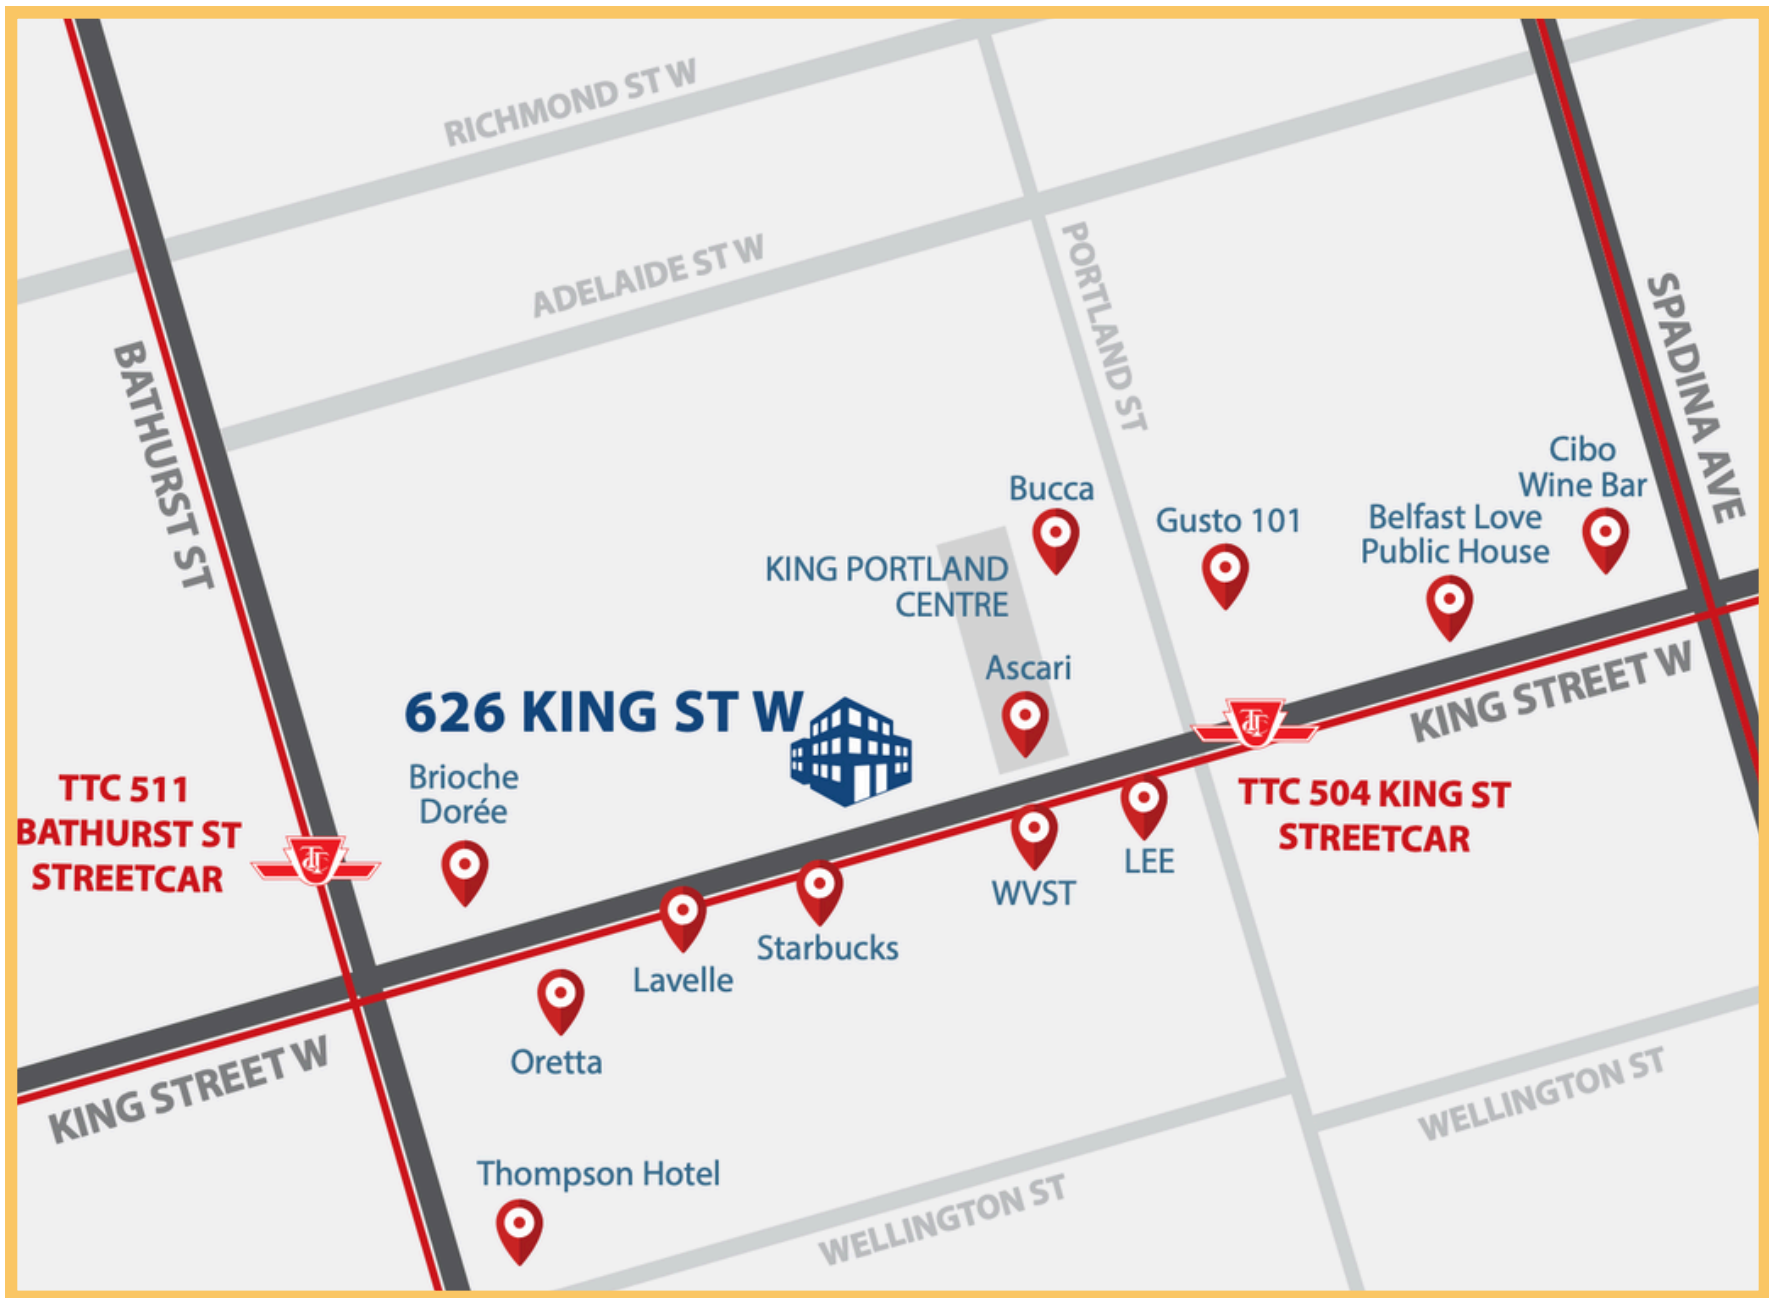 RICHMOND ST W
ADELAIDE ST W
PORTLAND ST
BATHURST ST
SPADINA AVE
Cibo
Wine Bar
Bucca
Gusto 101
Belfast Love
Public House
KING PORTLAND
CENTRE
Ascari
626 KING ST W
KING STREET W
Brioche
Dorée
TTC 511
BATHURST ST
STREETCAR
TTC
TTC
TTC 504 KING ST
STREETCAR
LEE
WVST
Starbucks
Lavelle
Oretta
KING STREET W
WELLINGTON ST
Thompson Hotel
WELLINGTON ST